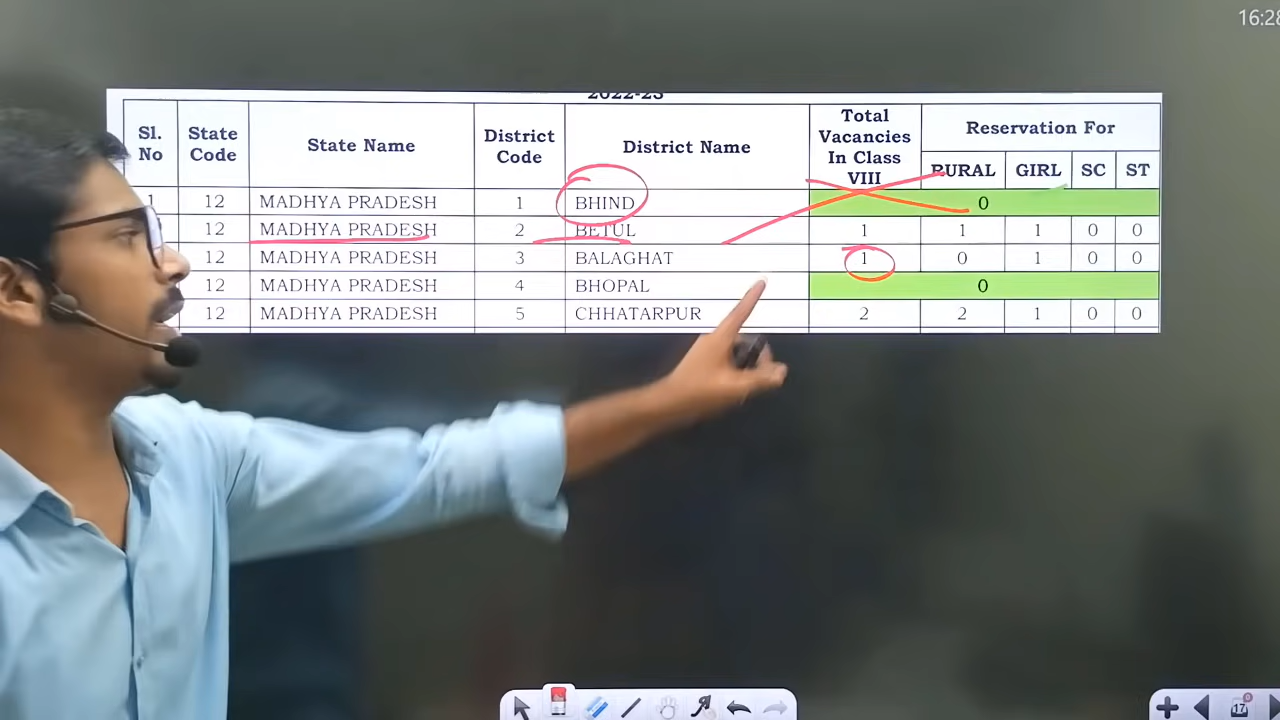 16:28
2022-23
Sl. No | State Code | State Name | District Code | District Name | Total Vacancies In Class VIII | Reservation For
RURAL | GIRL | SC | ST
1 | 12 | MADHYA PRADESH | 1 | BHIND | 0
12 | MADHYA PRADESH | 2 | BETUL | 1 | 1 | 1 | 0 | 0
12 | MADHYA PRADESH | 3 | BALAGHAT | 1 | 0 | 1 | 0 | 0
12 | MADHYA PRADESH | 4 | BHOPAL | 0
12 | MADHYA PRADESH | 5 | CHHATARPUR | 2 | 2 | 1 | 0 | 0
17